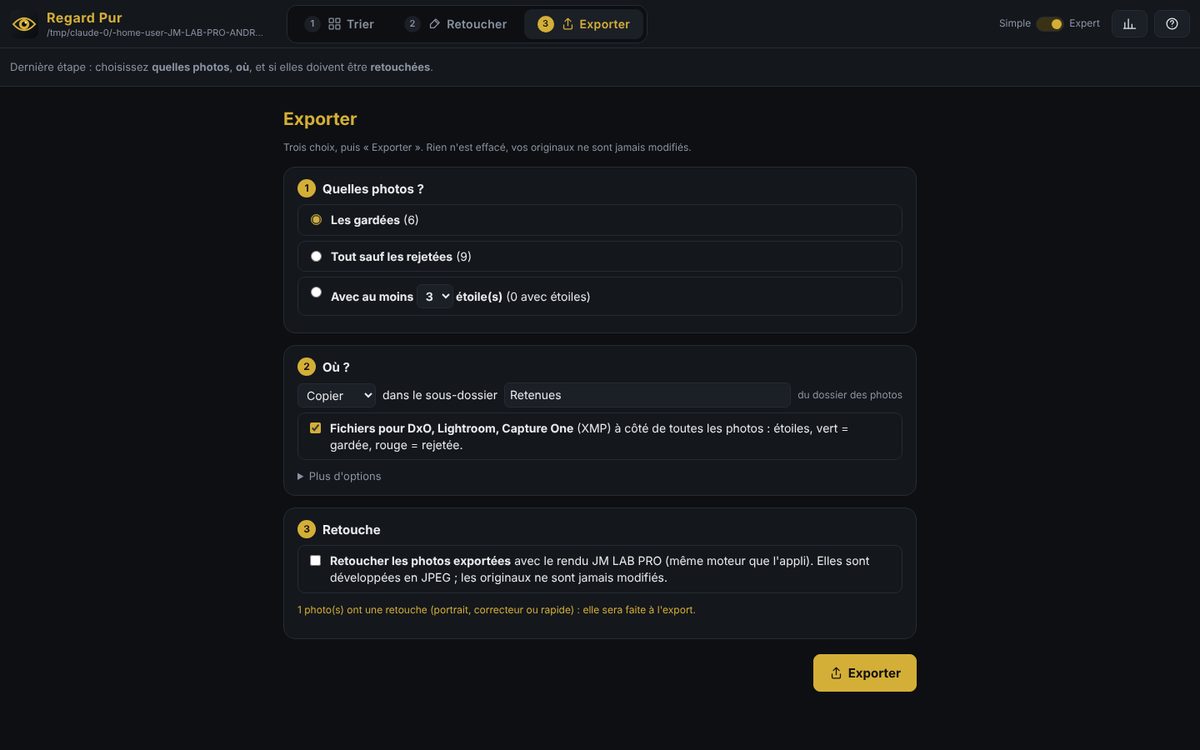 Regard Pur
/tmp/claude-0/-home-user-JM-LAB-PRO-ANDR...
1 Trier
2 Retoucher
3 Exporter
Simple Expert
Dernière étape : choisissez quelles photos, où, et si elles doivent être retouchées.
Exporter
Trois choix, puis « Exporter ». Rien n'est effacé, vos originaux ne sont jamais modifiés.
1 Quelles photos ?
Les gardées (6)
Tout sauf les rejetées (9)
Avec au moins 3 étoile(s) (0 avec étoiles)
2 Où ?
Copier dans le sous-dossier Retenues du dossier des photos
Fichiers pour DxO, Lightroom, Capture One (XMP) à côté de toutes les photos : étoiles, vert =
gardée, rouge = rejetée.
Plus d'options
3 Retouche
Retoucher les photos exportées avec le rendu JM LAB PRO (même moteur que l'appli). Elles sont
développées en JPEG ; les originaux ne sont jamais modifiés.
1 photo(s) ont une retouche (portrait, correcteur ou rapide) : elle sera faite à l'export.
Exporter